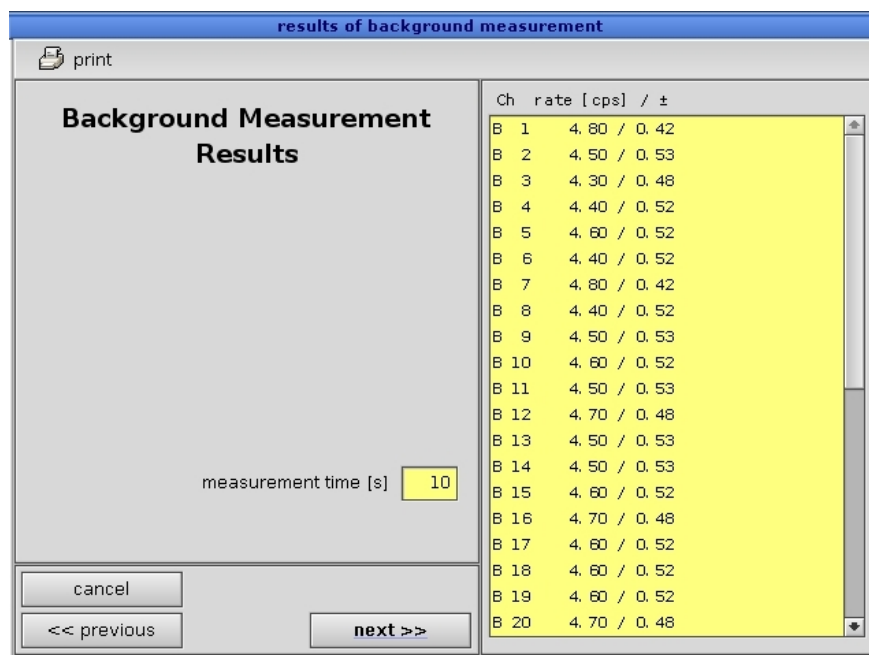 results of background measurement
print
Background Measurement
Results
measurement time [s] 10
cancel
<< previous
next >>
Ch rate [cps] / ±
B 1 4.80 / 0.42
B 2 4.50 / 0.53
B 3 4.30 / 0.48
B 4 4.40 / 0.52
B 5 4.60 / 0.52
B 6 4.40 / 0.52
B 7 4.80 / 0.42
B 8 4.40 / 0.52
B 9 4.50 / 0.53
B 10 4.60 / 0.52
B 11 4.50 / 0.53
B 12 4.70 / 0.48
B 13 4.50 / 0.53
B 14 4.50 / 0.53
B 15 4.60 / 0.52
B 16 4.70 / 0.48
B 17 4.60 / 0.52
B 18 4.60 / 0.52
B 19 4.60 / 0.52
B 20 4.70 / 0.48